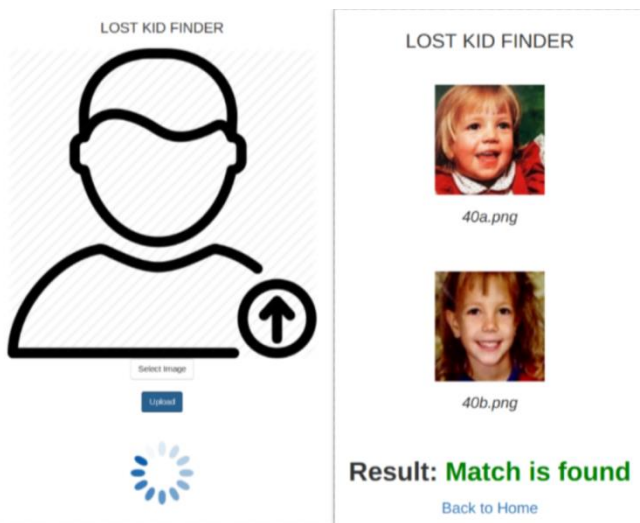 LOST KID FINDER
Select Image
Upload
LOST KID FINDER
40a.png
40b.png
Result: Match is found
Back to Home